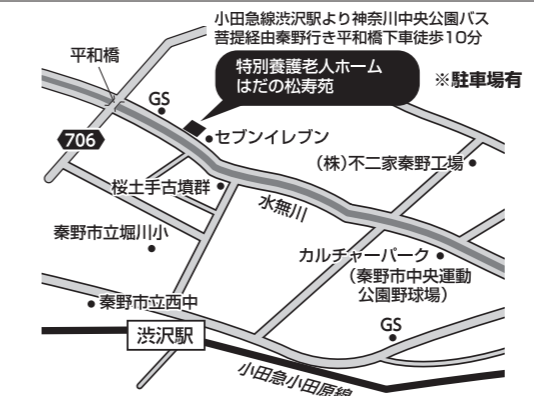 小田急線渋沢駅より神奈川中央公園バス
菩提経由秦野行き平和橋下車徒歩10分
平和橋
特別養護老人ホーム
はだの松寿苑
※駐車場有
GS
706
セブンイレブン
(株)不二家秦野工場
桜土手古墳群
水無川
秦野市立堀川小
カルチャーパーク
(秦野市中央運動
公園野球場)
秦野市立西中
GS
渋沢駅
小田急小田原線